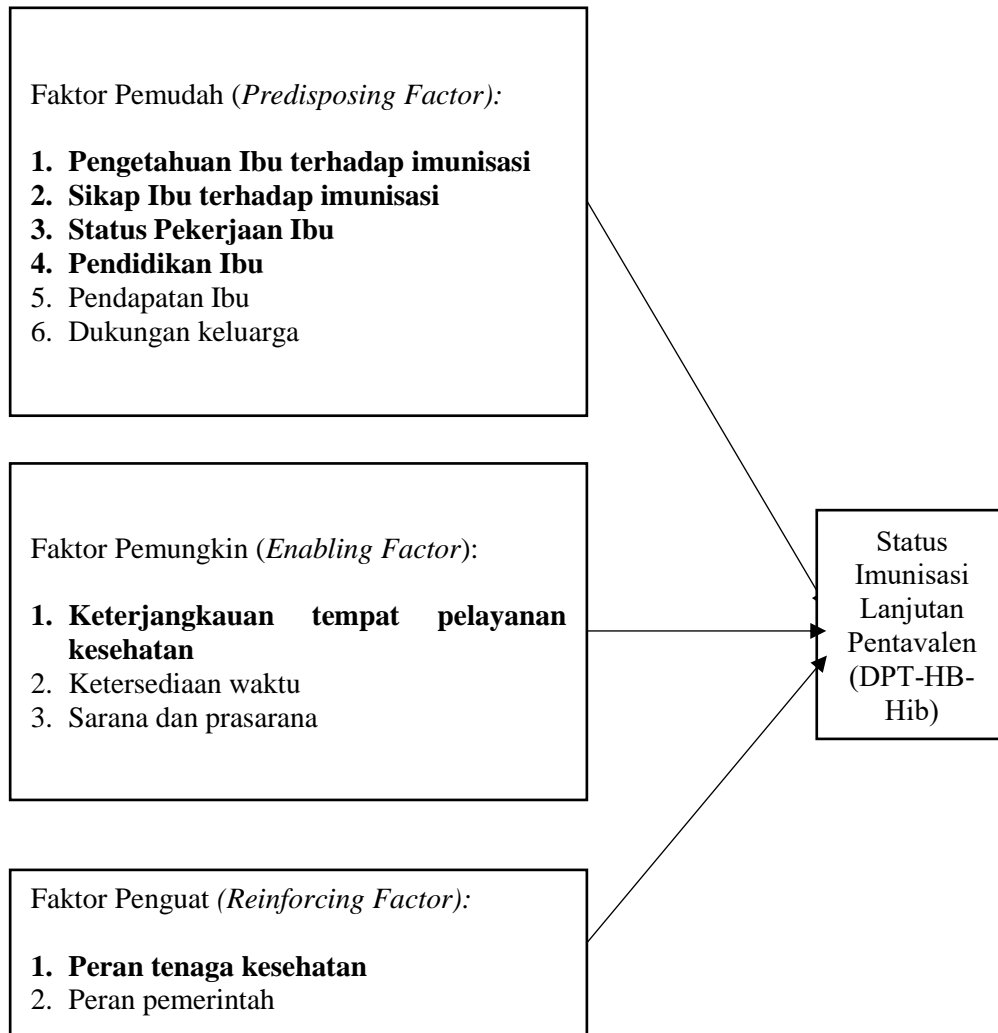 Faktor Pemudah (Predisposing Factor):
1. Pengetahuan Ibu terhadap imunisasi
2. Sikap Ibu terhadap imunisasi
3. Status Pekerjaan Ibu
4. Pendidikan Ibu
5. Pendapatan Ibu
6. Dukungan keluarga
Faktor Pemungkin (Enabling Factor):
1. Keterjangkauan tempat pelayanan
kesehatan
2. Ketersediaan waktu
3. Sarana dan prasarana
Status
Imunisasi
Lanjutan
Pentavalen
(DPT-HB-
Hib)
Faktor Penguat (Reinforcing Factor):
1. Peran tenaga kesehatan
2. Peran pemerintah